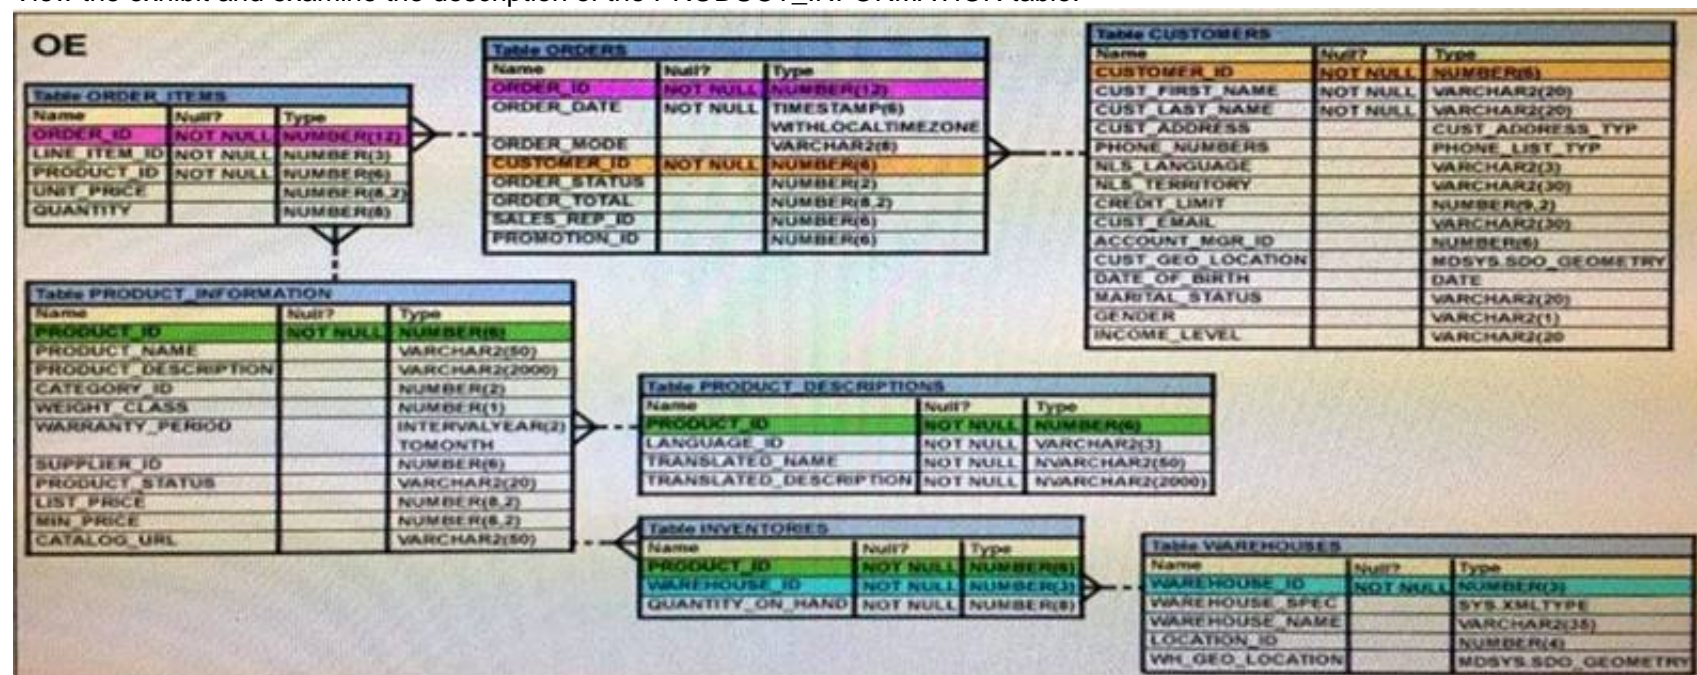 View the exhibit and examine the description of the PRODUCT_INFORMATION table.
OE
Table ORDER_ITEMS
Name Null? Type
ORDER_ID NOT NULL NUMBER(12)
LINE_ITEM_ID NOT NULL NUMBER(3)
PRODUCT_ID NOT NULL NUMBER(6)
UNIT_PRICE NUMBER(8,2)
QUANTITY NUMBER(8)
Table ORDERS
Name Null? Type
ORDER_ID NOT NULL NUMBER(12)
ORDER_DATE NOT NULL TIMESTAMP(6)
WITHLOCALTIMEZONE
ORDER_MODE VARCHAR2(8)
CUSTOMER_ID NOT NULL NUMBER(6)
ORDER_STATUS NUMBER(2)
ORDER_TOTAL NUMBER(8,2)
SALES_REP_ID NUMBER(6)
PROMOTION_ID NUMBER(6)
Table CUSTOMERS
Name Null? Type
CUSTOMER_ID NOT NULL NUMBER(6)
CUST_FIRST_NAME NOT NULL VARCHAR2(20)
CUST_LAST_NAME NOT NULL VARCHAR2(20)
CUST_ADDRESS CUST_ADDRESS_TYP
PHONE_NUMBERS PHONE_LIST_TYP
NLS_LANGUAGE VARCHAR2(3)
NLS_TERRITORY VARCHAR2(30)
CREDIT_LIMIT NUMBER(9,2)
CUST_EMAIL VARCHAR2(30)
ACCOUNT_MGR_ID NUMBER(6)
CUST_GEO_LOCATION MDSYS.SDO_GEOMETRY
DATE_OF_BIRTH DATE
MARITAL_STATUS VARCHAR2(20)
GENDER VARCHAR2(1)
INCOME_LEVEL VARCHAR2(20
Table PRODUCT_INFORMATION
Name Null? Type
PRODUCT_ID NOT NULL NUMBER(6)
PRODUCT_NAME VARCHAR2(50)
PRODUCT_DESCRIPTION VARCHAR2(2000)
CATEGORY_ID NUMBER(2)
WEIGHT_CLASS NUMBER(1)
WARRANTY_PERIOD INTERVALYEAR(2)
TOMONTH
SUPPLIER_ID NUMBER(6)
PRODUCT_STATUS VARCHAR2(20)
LIST_PRICE NUMBER(8,2)
MIN_PRICE NUMBER(8,2)
CATALOG_URL VARCHAR2(50)
Table PRODUCT_DESCRIPTIONS
Name Null? Type
PRODUCT_ID NOT NULL NUMBER(6)
LANGUAGE_ID NOT NULL VARCHAR2(3)
TRANSLATED_NAME NOT NULL NVARCHAR2(50)
TRANSLATED_DESCRIPTION NOT NULL NVARCHAR2(2000)
Table INVENTORIES
Name Null? Type
PRODUCT_ID NOT NULL NUMBER(6)
WAREHOUSE_ID NOT NULL NUMBER(3)
QUANTITY_ON_HAND NOT NULL NUMBER(8)
Table WAREHOUSES
Name Null? Type
WAREHOUSE_ID NOT NULL NUMBER(3)
WAREHOUSE_SPEC SYS.XMLTYPE
WAREHOUSE_NAME VARCHAR2(35)
LOCATION_ID NUMBER(4)
WH_GEO_LOCATION MDSYS.SDO_GEOMETRY